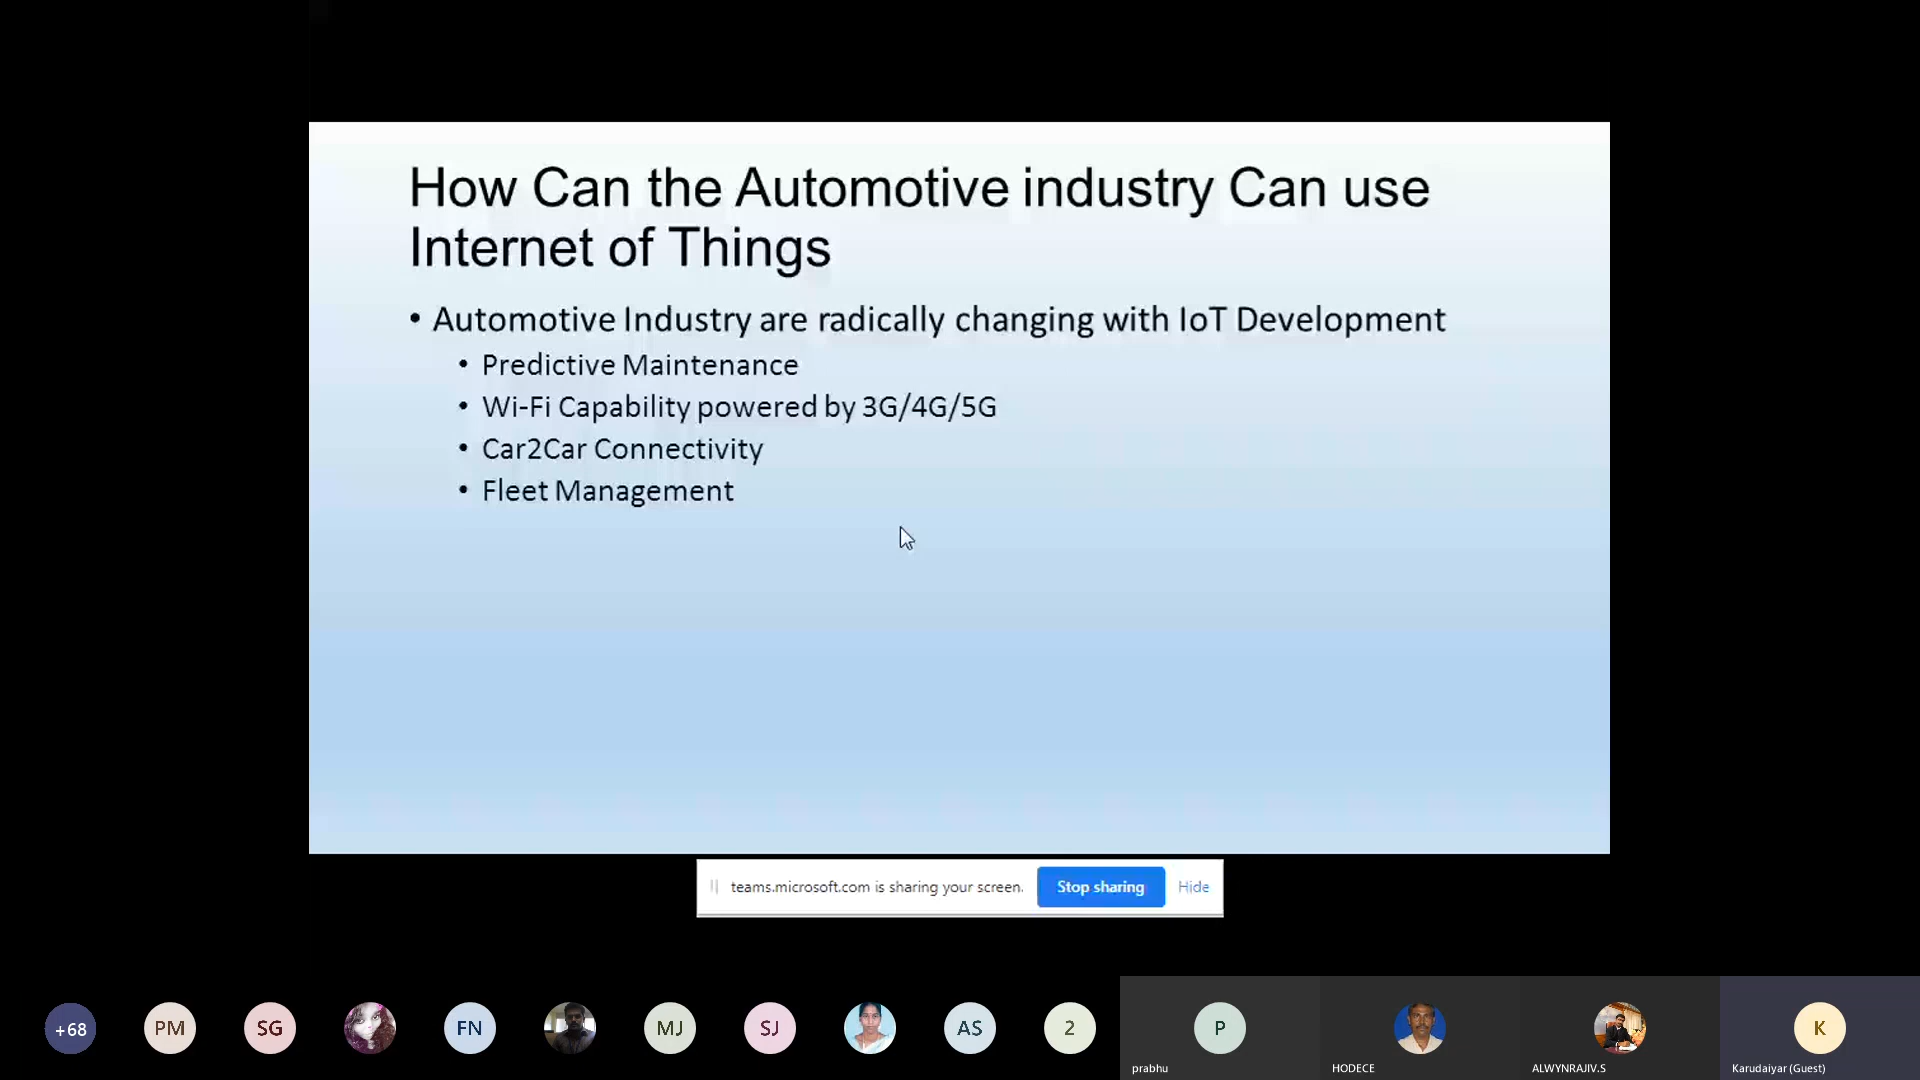 How Can the Automotive industry Can use
Internet of Things
• Automotive Industry are radically changing with IoT Development
• Predictive Maintenance
• Wi-Fi Capability powered by 3G/4G/5G
• Car2Car Connectivity
• Fleet Management
teams.microsoft.com is sharing your screen. Stop sharing Hide
+68 PM SG FN MJ SJ AS 2 P K
prabhu HODECE ALWYNRAJIV.S Karudaiyar (Guest)